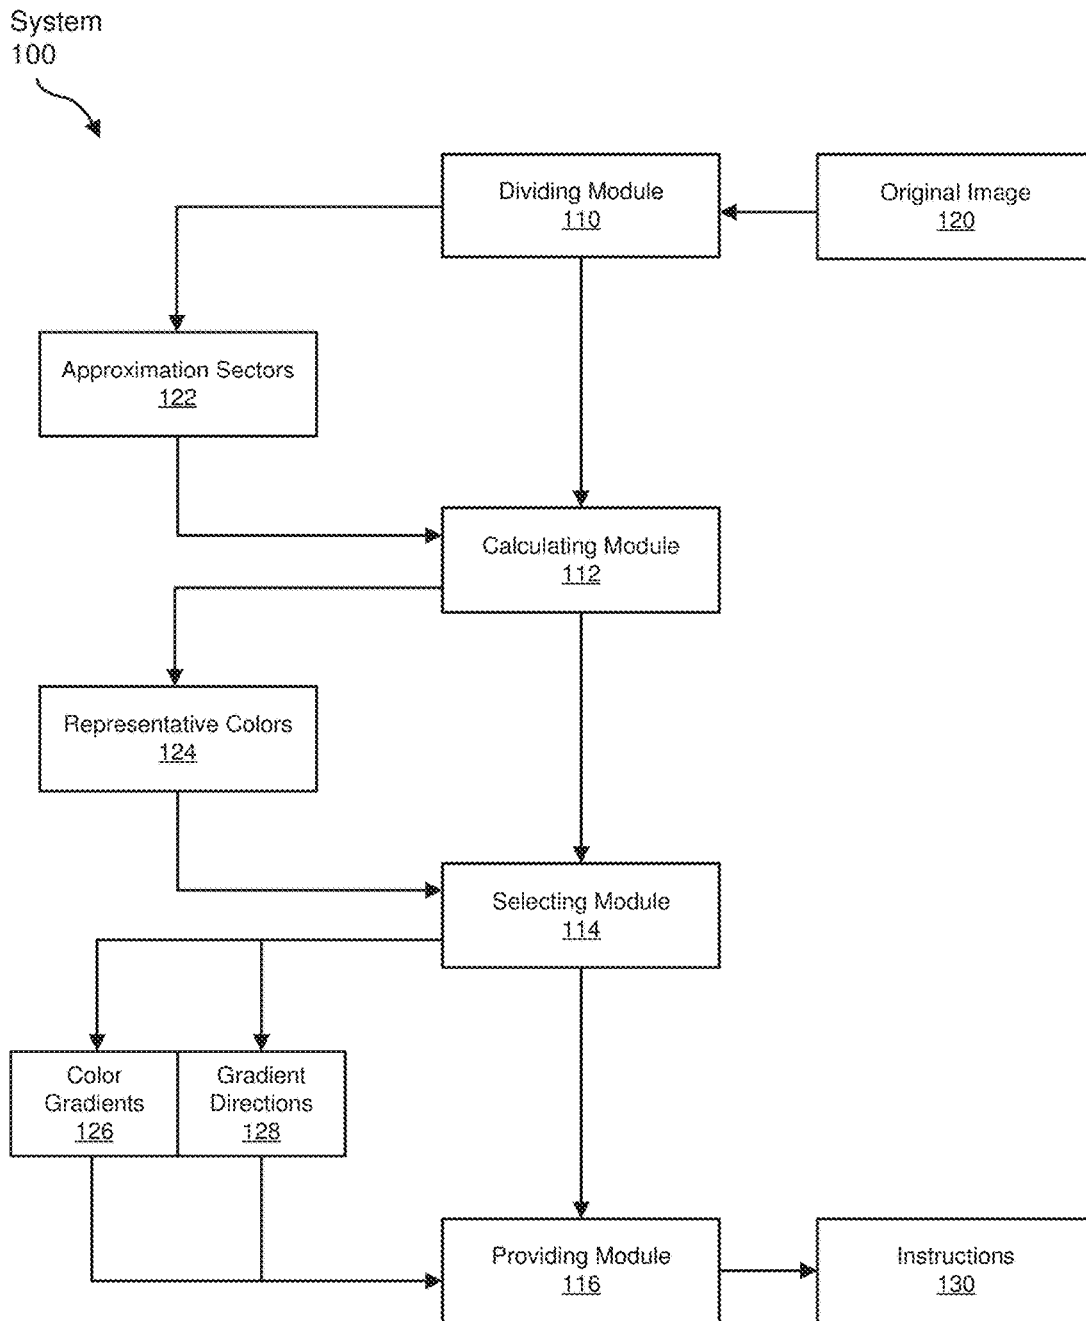 System
100
Dividing Module
110
Original Image
120
Approximation Sectors
122
Calculating Module
112
Representative Colors
124
Selecting Module
114
Color
Gradients
126
Gradient
Directions
128
Providing Module
116
Instructions
130